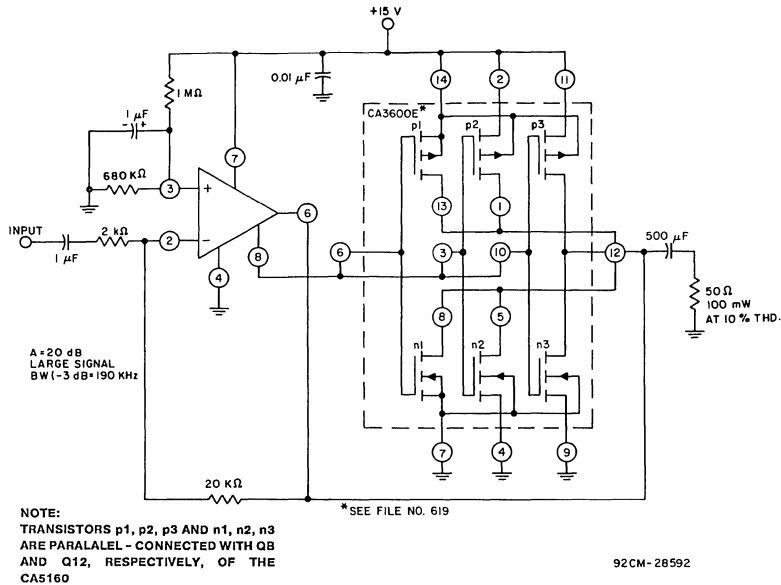 +15 V
0.01 µF
14
2
11
1 MΩ
CA3600E*
1 µF
- +
p1
p2
p3
7
680 KΩ
3
+
13
1
6
INPUT
2 kΩ
500 µF
2
-
6
3
10
12
1 µF
8
4
50Ω
100 mW
AT 10 % THD.
8
5
A = 20 dB
LARGE SIGNAL
BW (-3 dB = 190 KHz
n1
n2
n3
7
4
9
20 KΩ
*SEE FILE NO. 619
NOTE:
TRANSISTORS p1, p2, p3 AND n1, n2, n3
ARE PARALALEL - CONNECTED WITH QB
AND Q12, RESPECTIVELY, OF THE
CA5160
92CM-28592